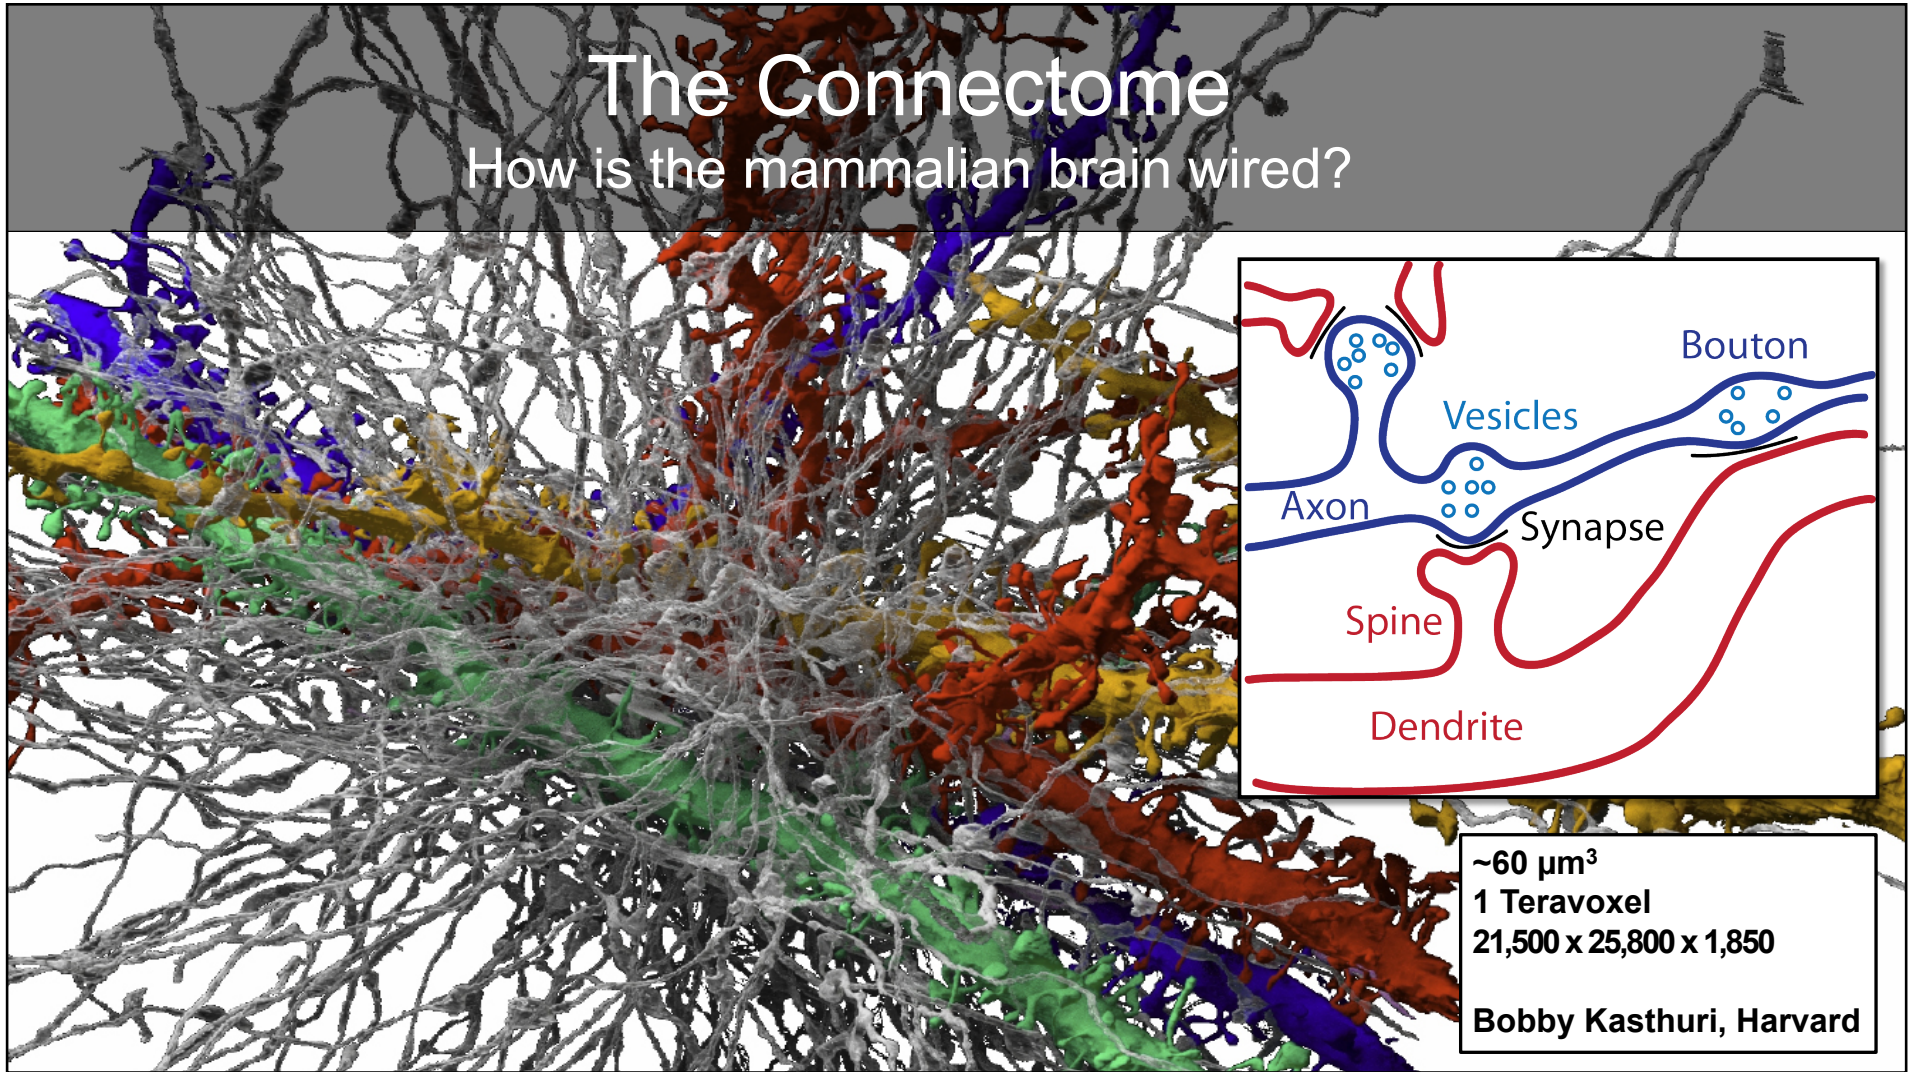 The Connectome
How is the mammalian brain wired?
Bouton
Vesicles
Axon
Synapse
Spine
Dendrite
~60 µm³
1 Teravoxel
21,500 x 25,800 x 1,850
Bobby Kasthuri, Harvard